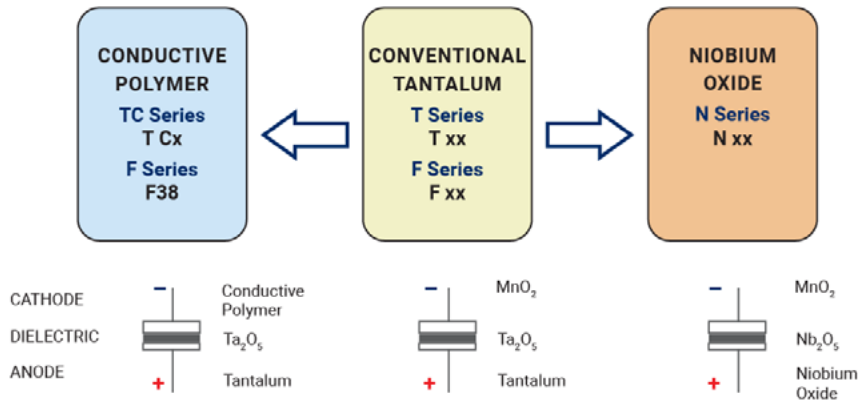 CONDUCTIVE
POLYMER
TC Series
T Cx
F Series
F38
CONVENTIONAL
TANTALUM
T Series
T xx
F Series
F xx
NIOBIUM
OXIDE
N Series
N xx
CATHODE
DIELECTRIC
ANODE
−
Conductive
Polymer
Ta₂O₅
+
Tantalum
−
MnO₂
Ta₂O₅
+
Tantalum
−
MnO₂
Nb₂O₅
+
Niobium
Oxide